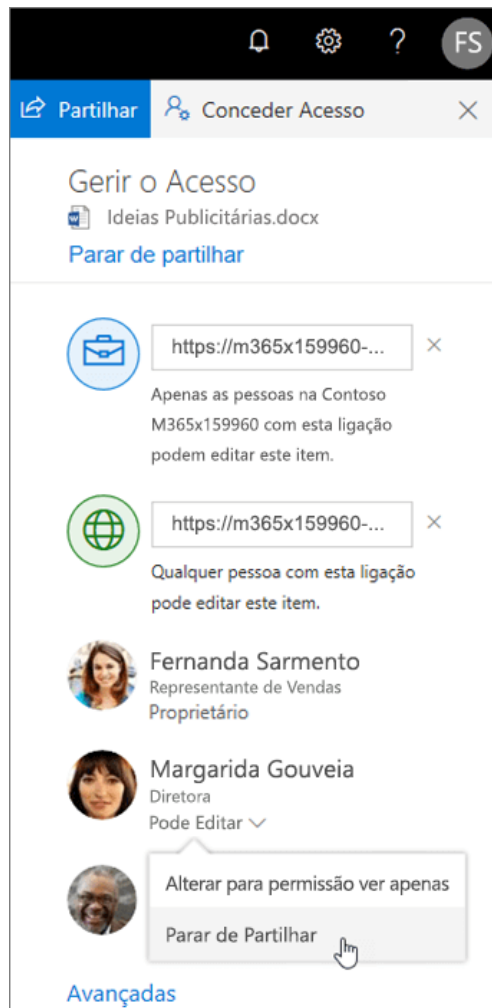 ?
FS
Partilhar
Conceder Acesso
Gerir o Acesso
Ideias Publicitárias.docx
Parar de partilhar
https://m365x159960-...
Apenas as pessoas na Contoso
M365x159960 com esta ligação
podem editar este item.
https://m365x159960-...
Qualquer pessoa com esta ligação
pode editar este item.
Fernanda Sarmento
Representante de Vendas
Proprietário
Margarida Gouveia
Diretora
Pode Editar
Alterar para permissão ver apenas
Parar de Partilhar
Avançadas